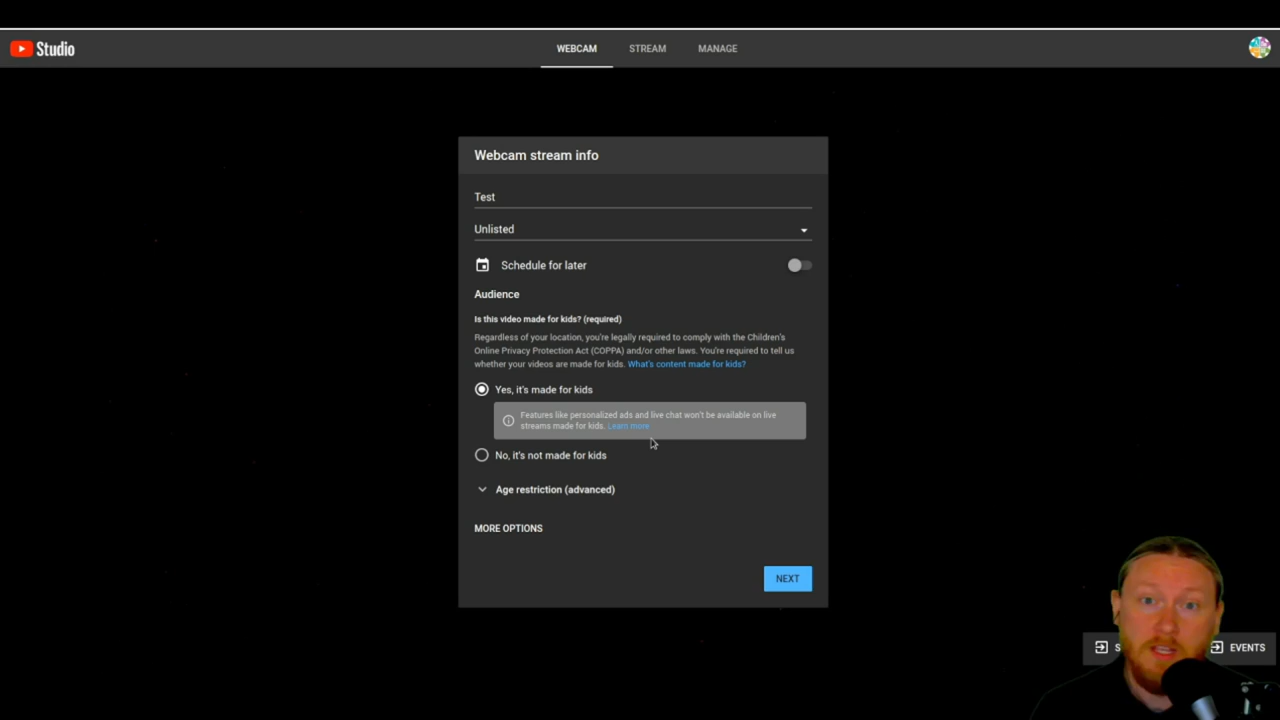 Studio
WEBCAM
STREAM
MANAGE
Webcam stream info
Test
Unlisted
Schedule for later
Audience
Is this video made for kids? (required)
Regardless of your location, you're legally required to comply with the Children's
Online Privacy Protection Act (COPPA) and/or other laws. You're required to tell us
whether your videos are made for kids. What's content made for kids?
Yes, it's made for kids
Features like personalized ads and live chat won't be available on live
streams made for kids. Learn more
No, it's not made for kids
Age restriction (advanced)
MORE OPTIONS
NEXT
EVENTS